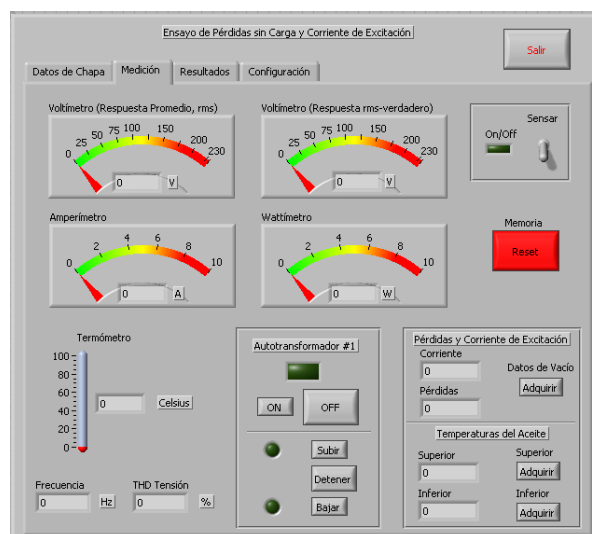 Ensayo de Pérdidas sin Carga y Corriente de Excitación
Salir
Datos de Chapa Medición Resultados Configuración
Voltímetro (Respuesta Promedio, rms)
0 25 50 75 100 150 200 230
0 V
Voltímetro (Respuesta rms-verdadero)
0 25 50 75 100 150 200 230
0 V
Sensar
On/Off
Amperímetro
0 2 4 6 8 10
0 A
Wattímetro
0 2 4 6 8 10
0 W
Memoria
Reset
Termómetro
100
80
60
40
20
0
0 Celsius
Frecuencia
0 Hz
THD Tensión
0 %
Autotransformador #1
ON OFF
Subir
Detener
Bajar
Pérdidas y Corriente de Excitación
Corriente
0
Datos de Vacío
Pérdidas
Adquirir
0
Temperaturas del Aceite
Superior Superior
0 Adquirir
Inferior Inferior
0 Adquirir